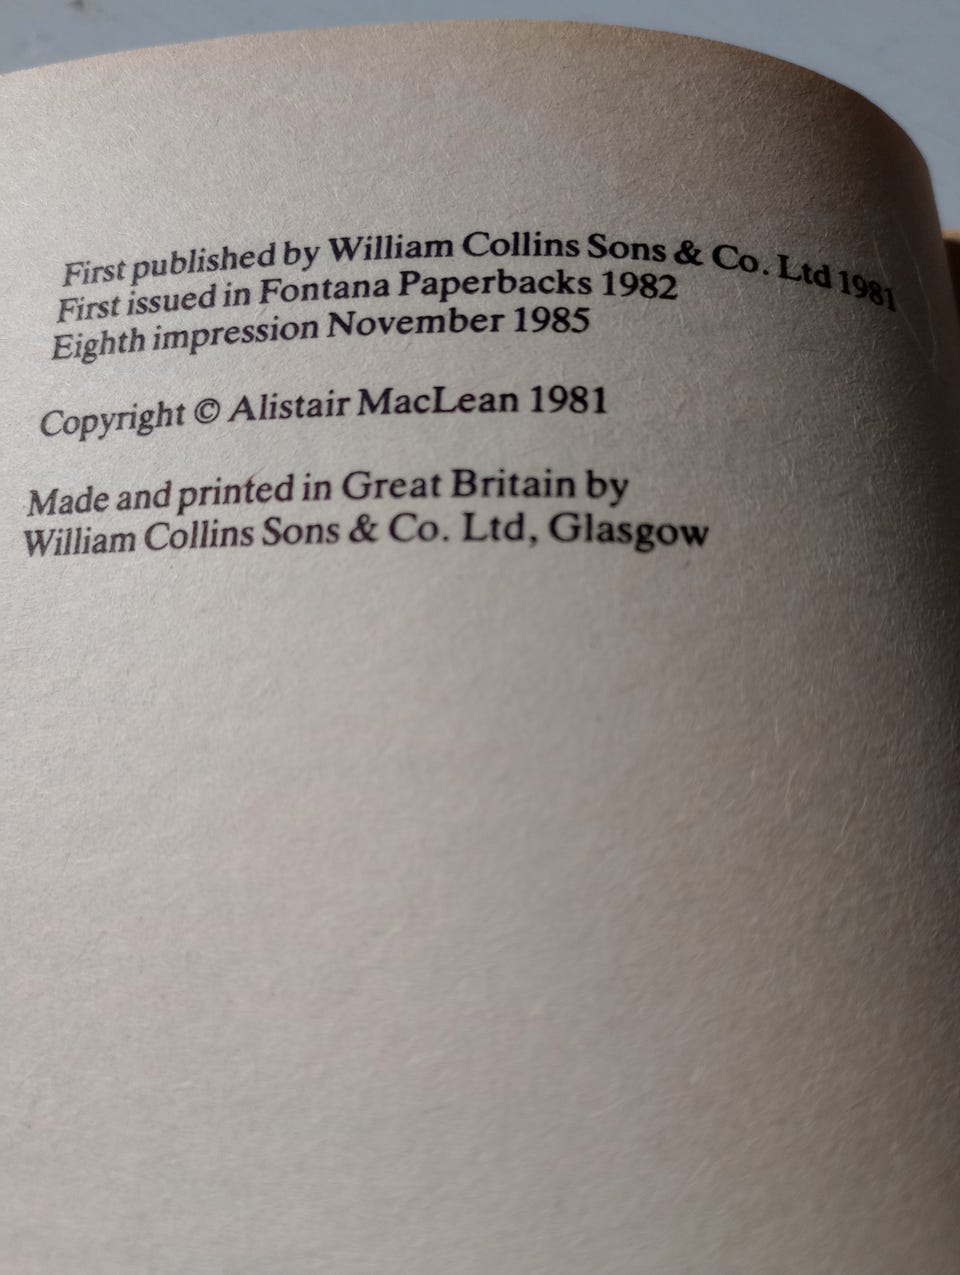 First published by William Collins Sons & Co. Ltd 1981
First issued in Fontana Paperbacks 1982
Eighth impression November 1985
Copyright © Alistair MacLean 1981
Made and printed in Great Britain by
William Collins Sons & Co. Ltd, Glasgow